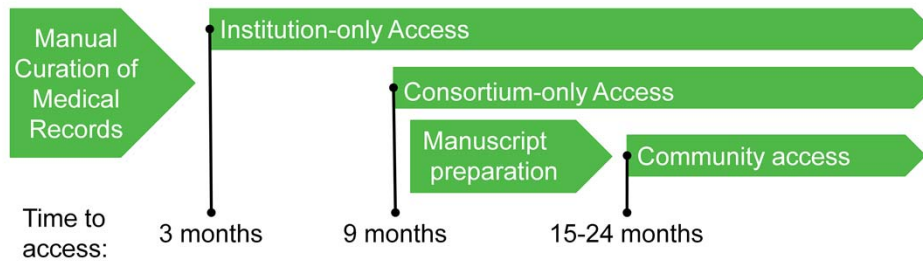 Manual
Curation of
Medical
Records
Institution-only Access
Consortium-only Access
Manuscript
preparation
Community access
Time to
access:
3 months
9 months
15-24 months